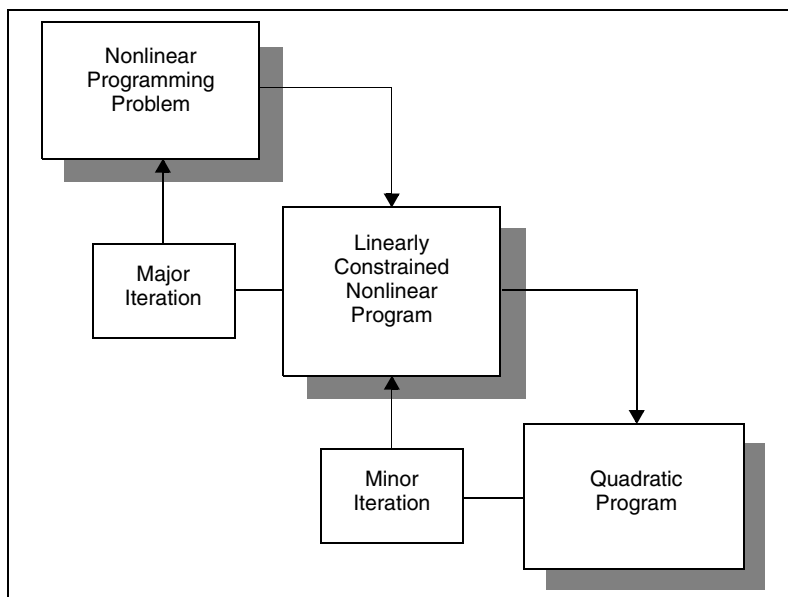 Nonlinear
Programming
Problem
Linearly
Constrained
Nonlinear
Program
Major
Iteration
Minor
Iteration
Quadratic
Program